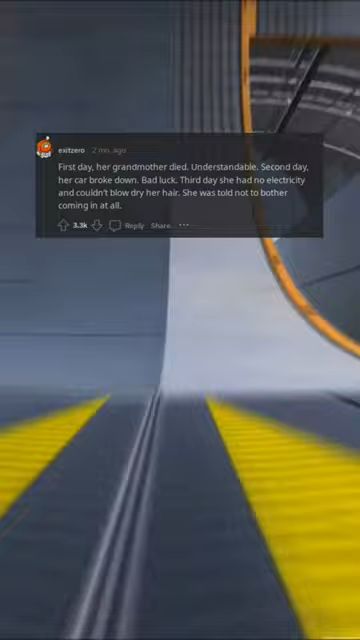 exitzero 2 mo. ago
First day, her grandmother died. Understandable. Second day,
her car broke down. Bad luck. Third day she had no electricity
and couldn't blow dry her hair. She was told not to bother
coming in at all.
3.3k Reply Share ...